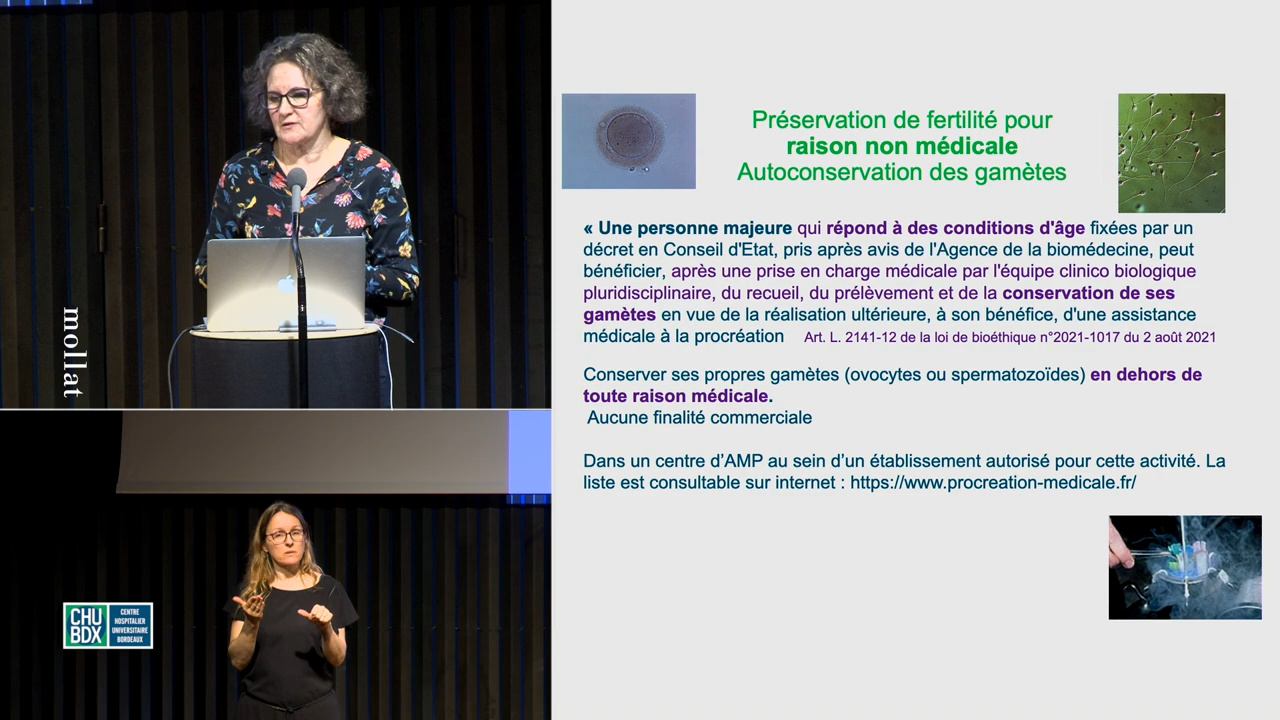 mollat
CHU
BDX
CENTRE
HOSPITALIER
UNIVERSITAIRE
BORDEAUX
Préservation de fertilité pour
raison non médicale
Autoconservation des gamètes
« Une personne majeure qui répond à des conditions d'âge fixées par un
décret en Conseil d'Etat, pris après avis de l'Agence de la biomédecine, peut
bénéficier, après une prise en charge médicale par l'équipe clinico biologique
pluridisciplinaire, du recueil, du prélèvement et de la conservation de ses
gamètes en vue de la réalisation ultérieure, à son bénéfice, d'une assistance
médicale à la procréation Art. L. 2141-12 de la loi de bioéthique n°2021-1017 du 2 août 2021
Conserver ses propres gamètes (ovocytes ou spermatozoïdes) en dehors de
toute raison médicale.
Aucune finalité commerciale
Dans un centre d’AMP au sein d’un établissement autorisé pour cette activité. La
liste est consultable sur internet : https://www.procreation-medicale.fr/